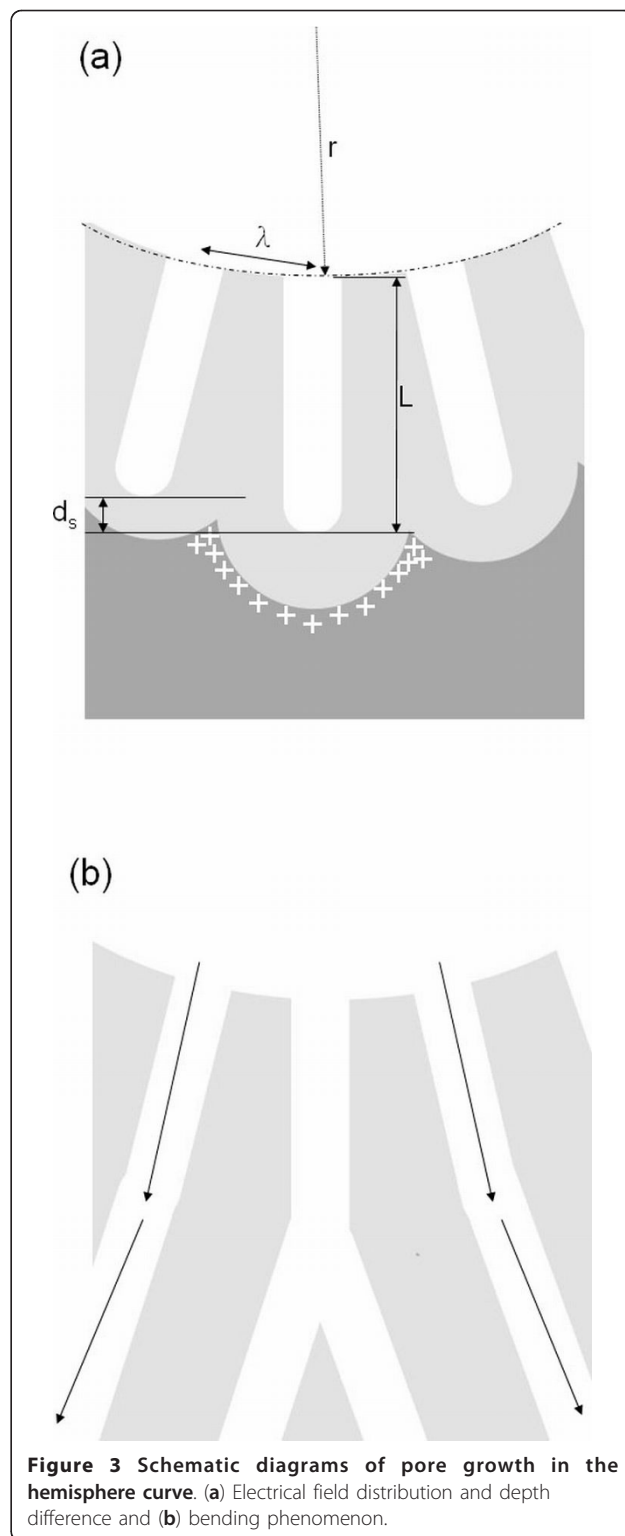 (a)
r
λ
L
d_s
+ + + + + + + + + + + + + + + + + + +
(b)
Figure 3 Schematic diagrams of pore growth in the
hemisphere curve. (a) Electrical field distribution and depth
difference and (b) bending phenomenon.